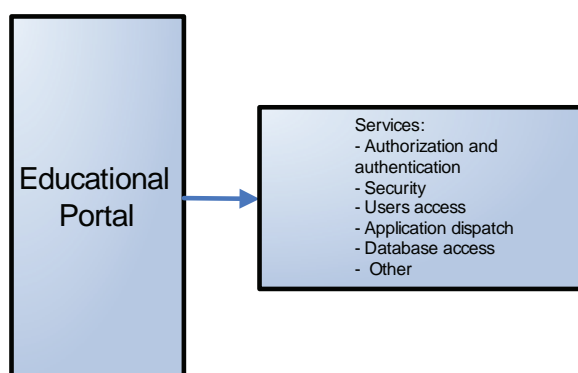 Educational
Portal
Services:
- Authorization and
authentication
- Security
- Users access
- Application dispatch
- Database access
- Other